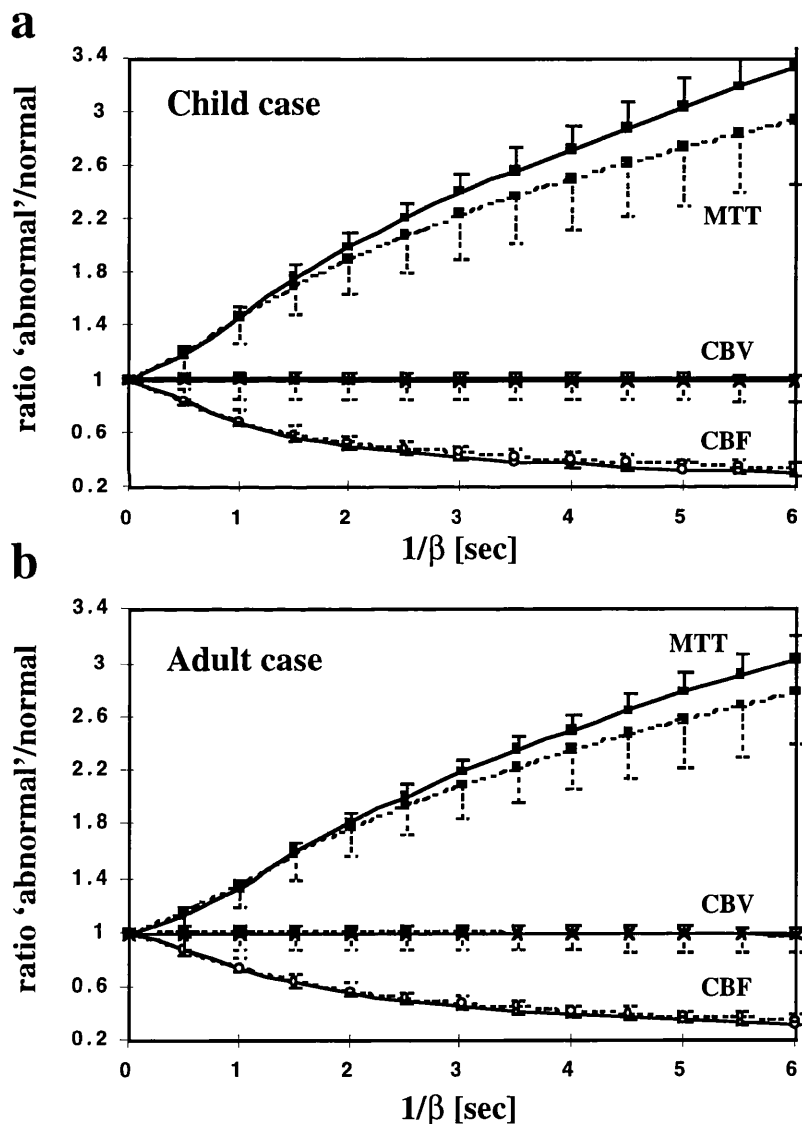 a
ratio 'abnormal'/normal
3.4
3
2.6
2.2
1.8
1.4
1
0.6
0.2
Child case
MTT
CBV
CBF
0 1 2 3 4 5 6
1/β [sec]
b
ratio 'abnormal'/normal
3.4
3
2.6
2.2
1.8
1.4
1
0.6
0.2
Adult case
MTT
CBV
CBF
0 1 2 3 4 5 6
1/β [sec]